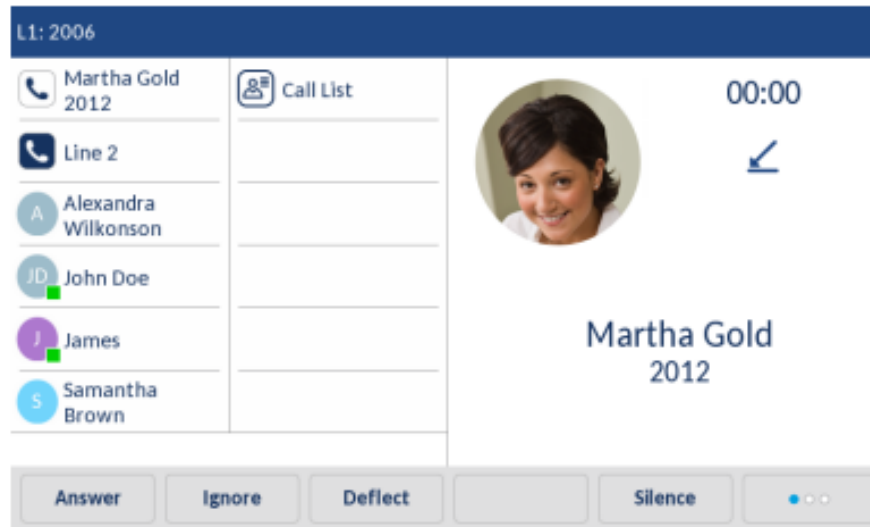 L1: 2006
Martha Gold
2012
Line 2
A
Alexandra
Wilkonson
JD
John Doe
J
James
S
Samantha
Brown
Call List
00:00
Martha Gold
2012
Answer
Ignore
Deflect
Silence